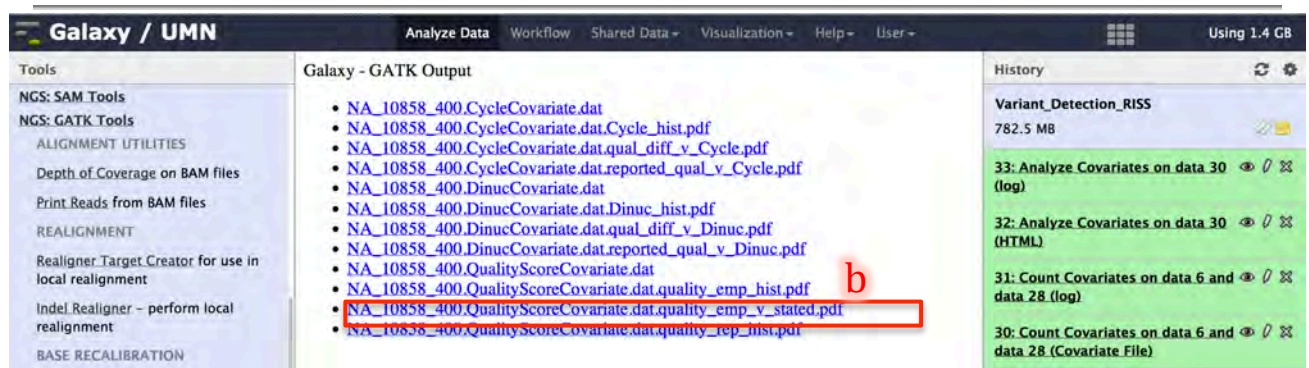 Galaxy / UMN
Analyze Data Workflow Shared Data Visualization Help User
Using 1.4 GB
Tools
NGS: SAM Tools
NGS: GATK Tools
ALIGNMENT UTILITIES
Depth of Coverage on BAM files
Print Reads from BAM files
REALIGNMENT
Realigner Target Creator for use in
local realignment
Indel Realigner - perform local
realignment
BASE RECALIBRATION
Galaxy - GATK Output
• NA_10858_400.CycleCovariate.dat
• NA_10858_400.CycleCovariate.dat.Cycle_hist.pdf
• NA_10858_400.CycleCovariate.dat.qual_diff_v_Cycle.pdf
• NA_10858_400.CycleCovariate.dat.reported_qual_v_Cycle.pdf
• NA_10858_400.DinucCovariate.dat
• NA_10858_400.DinucCovariate.dat.Dinuc_hist.pdf
• NA_10858_400.DinucCovariate.dat.qual_diff_v_Dinuc.pdf
• NA_10858_400.DinucCovariate.dat.reported_qual_v_Dinuc.pdf
• NA_10858_400.QualityScoreCovariate.dat
• NA_10858_400.QualityScoreCovariate.dat.quality_emp_hist.pdf
b
• NA_10858_400.QualityScoreCovariate.dat.quality_emp_v_stated.pdf
• NA_10858_400.QualityScoreCovariate.dat.quality_rep_hist.pdf
History
Variant_Detection_RISS
782.5 MB
33: Analyze Covariates on data 30
(log)
32: Analyze Covariates on data 30
(HTML)
31: Count Covariates on data 6 and
data 28 (log)
30: Count Covariates on data 6 and
data 28 (Covariate File)